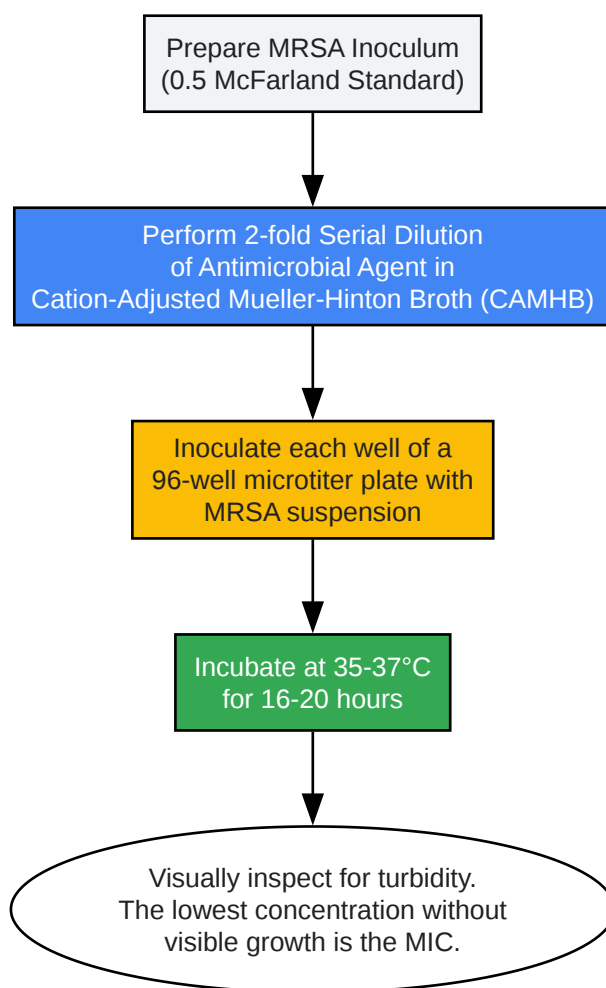 Prepare MRSA Inoculum
(0.5 McFarland Standard)
Perform 2-fold Serial Dilution
of Antimicrobial Agent in
Cation-Adjusted Mueller-Hinton Broth (CAMHB)
Inoculate each well of a
96-well microtiter plate with
MRSA suspension
Incubate at 35-37°C
for 16-20 hours
Visually inspect for turbidity.
The lowest concentration without
visible growth is the MIC.